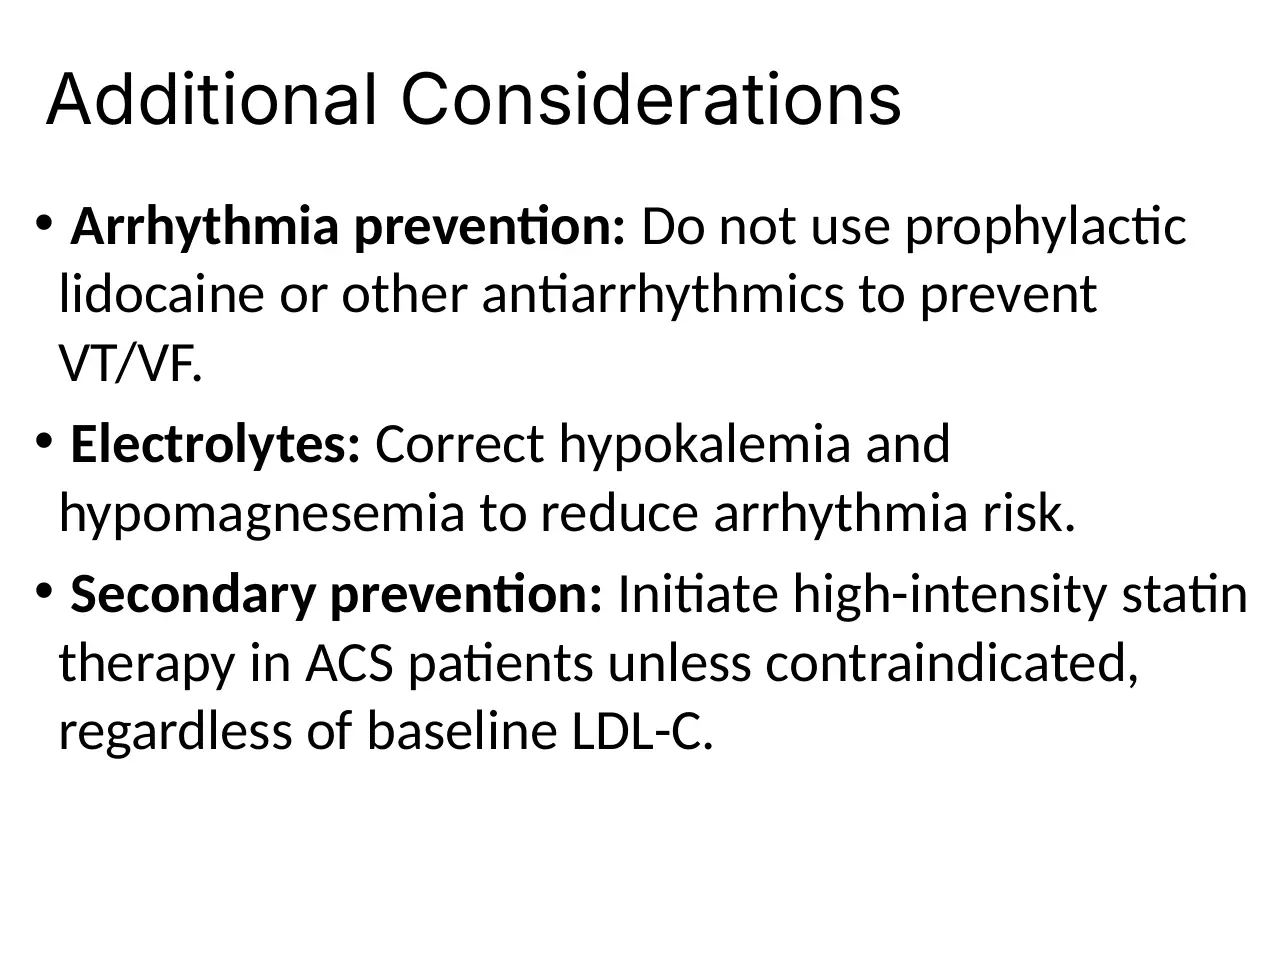 Additional Considerations
• Arrhythmia prevention: Do not use prophylactic
lidocaine or other antiarrhythmics to prevent
VT/VF.
• Electrolytes: Correct hypokalemia and
hypomagnesemia to reduce arrhythmia risk.
• Secondary prevention: Initiate high-intensity statin
therapy in ACS patients unless contraindicated,
regardless of baseline LDL-C.